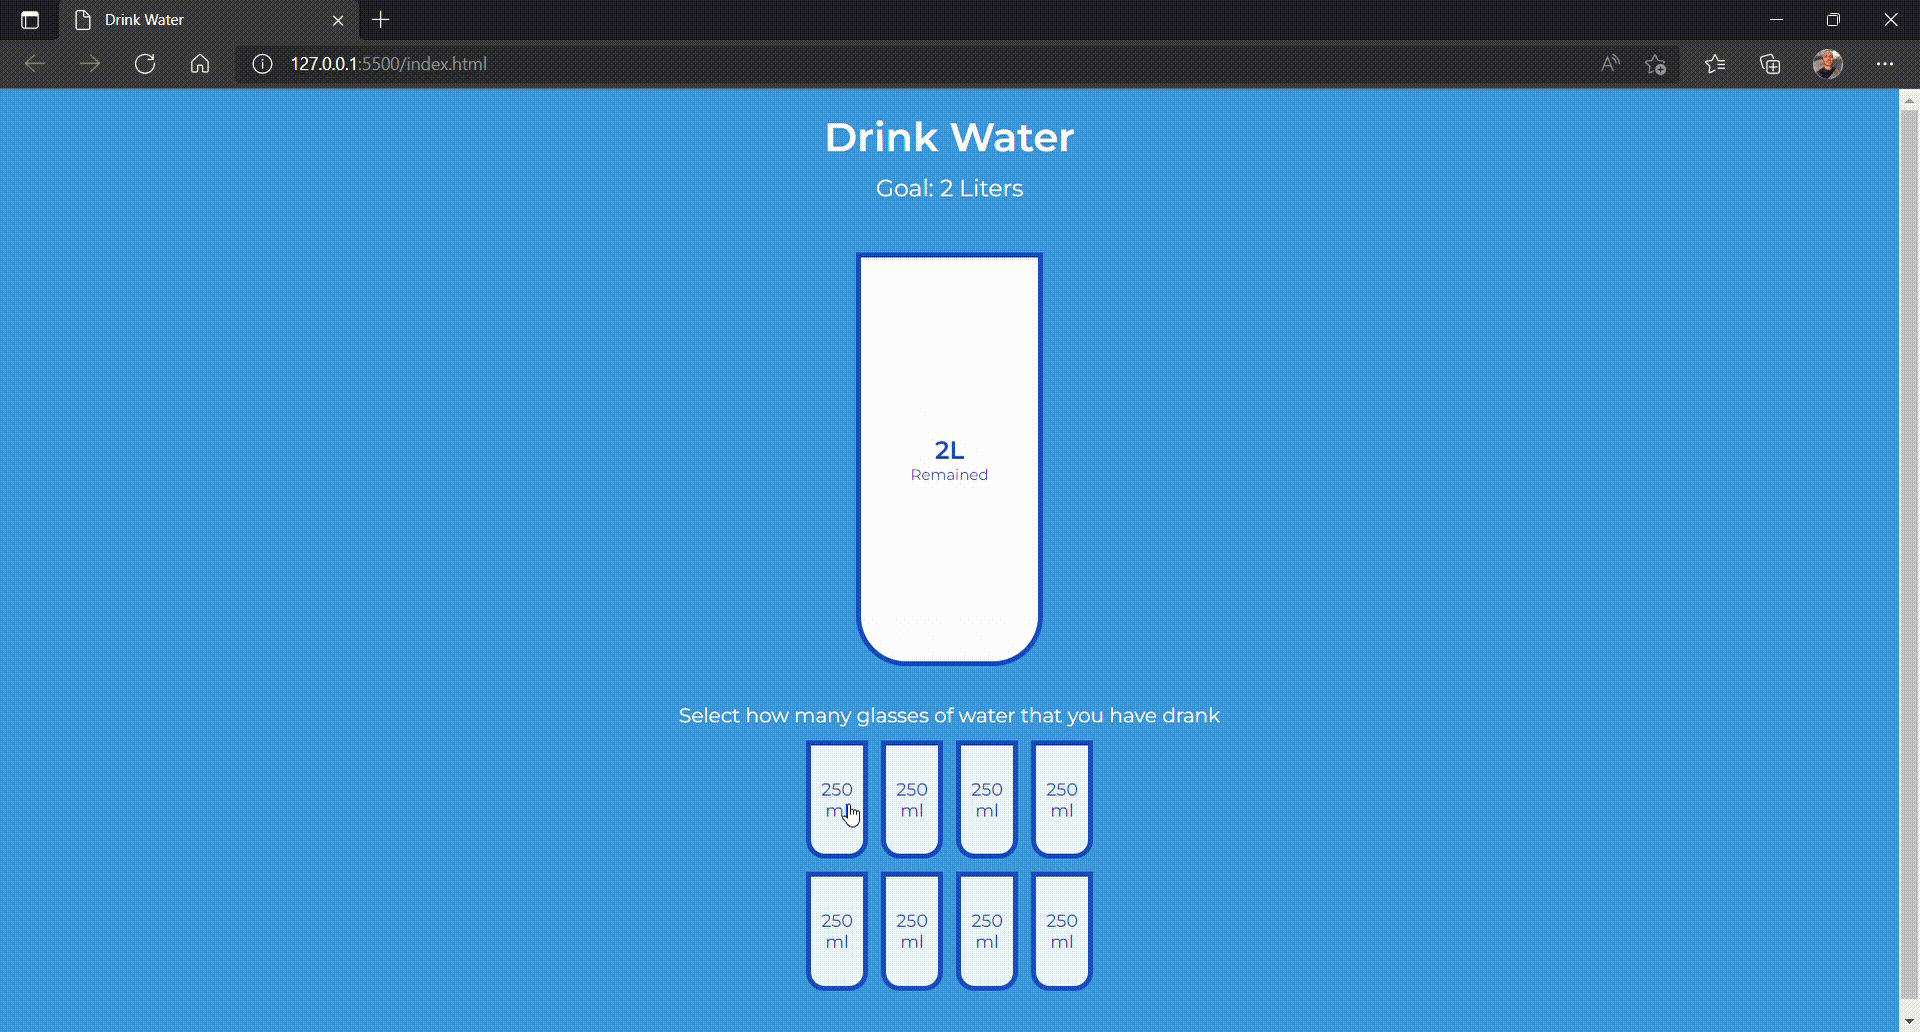 Drink Water
127.0.0.1:5500/index.html
Drink Water
Goal: 2 Liters
2L
Remained
Select how many glasses of water that you have drank
250 250 250 250
ml ml ml ml
250 250 250 250
ml ml ml ml